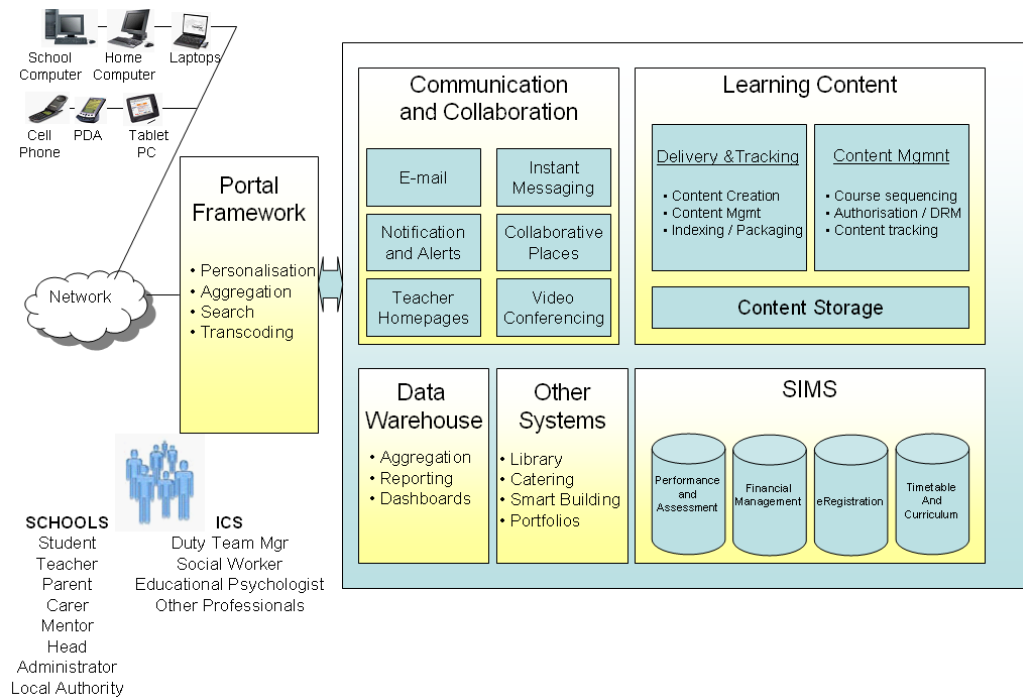 School
Computer
Home
Computer
Laptops
Cell
Phone
PDA
Tablet
PC
Network
Portal
Framework
• Personalisation
• Aggregation
• Search
• Transcoding
Communication
and Collaboration
E-mail
Instant
Messaging
Notification
and Alerts
Collaborative
Places
Teacher
Homepages
Video
Conferencing
Learning Content
Delivery &Tracking
• Content Creation
• Content Mgmt
• Indexing / Packaging
Content Mgmnt
• Course sequencing
• Authorisation / DRM
• Content tracking
Content Storage
Data
Warehouse
• Aggregation
• Reporting
• Dashboards
Other
Systems
• Library
• Catering
• Smart Building
• Portfolios
SIMS
Performance
and
Assessment
Financial
Management
eRegistration
Timetable
And
Curriculum
SCHOOLS
Student
Teacher
Parent
Carer
Mentor
Head
Administrator
Local Authority
ICS
Duty Team Mgr
Social Worker
Educational Psychologist
Other Professionals